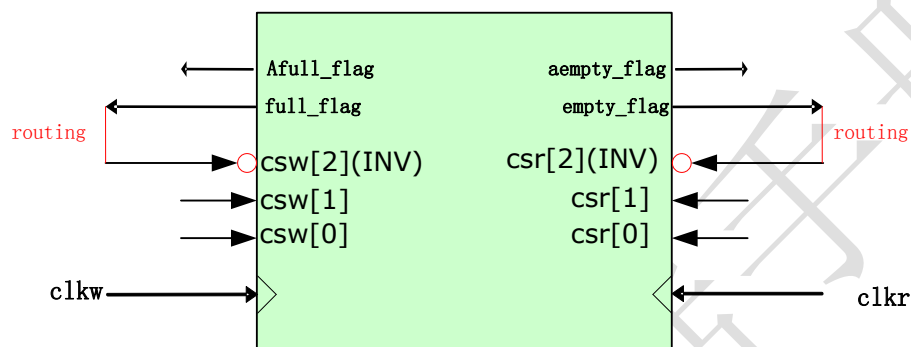 Afull_flag aempty_flag
full_flag empty_flag
routing routing
csw[2](INV) csr[2](INV)
csw[1] csr[1]
csw[0] csr[0]
clkw clkr